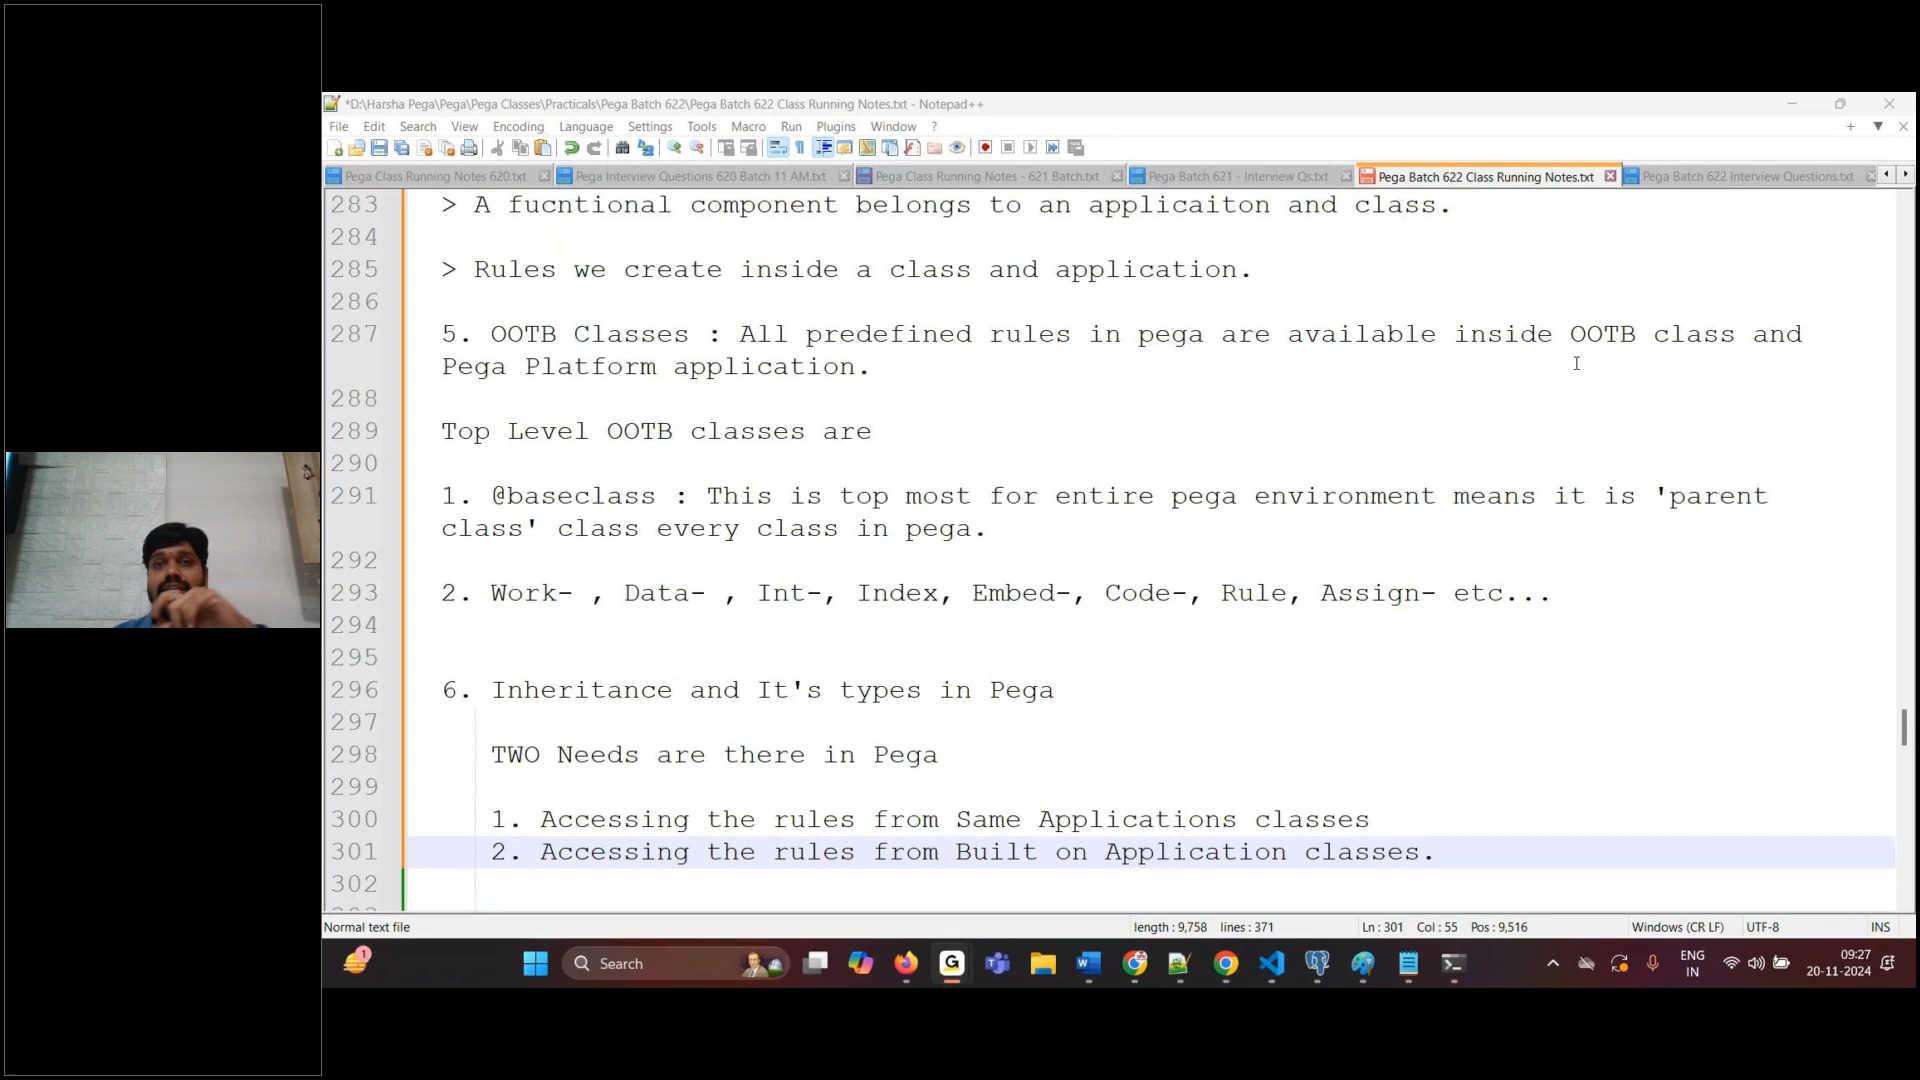 *D:\Harsha Pega\Pega\Pega Classes\Practicals\Pega Batch 622\Pega Batch 622 Class Running Notes.txt - Notepad++
File Edit Search View Encoding Language Settings Tools Macro Run Plugins Window ?
Pega Class Running Notes 620.txt Pega Interview Questions 620 Batch 11 AM.txt Pega Class Running Notes - 621 Batch.txt Pega Batch 621 - Interview Qs.txt Pega Batch 622 Class Running Notes.txt Pega Batch 622 Interview Questions.txt
283 > A fucntional component belongs to an applicaiton and class.
284
285 > Rules we create inside a class and application.
286
287 5. OOTB Classes : All predefined rules in pega are available inside OOTB class and
Pega Platform application.
288
289 Top Level OOTB classes are
290
291 1. @baseclass : This is top most for entire pega environment means it is 'parent
class' class every class in pega.
292
293 2. Work- , Data- , Int-, Index, Embed-, Code-, Rule, Assign- etc...
294
295
296 6. Inheritance and It's types in Pega
297
298 TWO Needs are there in Pega
299
300 1. Accessing the rules from Same Applications classes
301 2. Accessing the rules from Built on Application classes.
302
Normal text file length : 9,758 lines : 371 Ln : 301 Col : 55 Pos : 9,516 Windows (CR LF) UTF-8 INS
1 Search ENG IN 09:27 20-11-2024